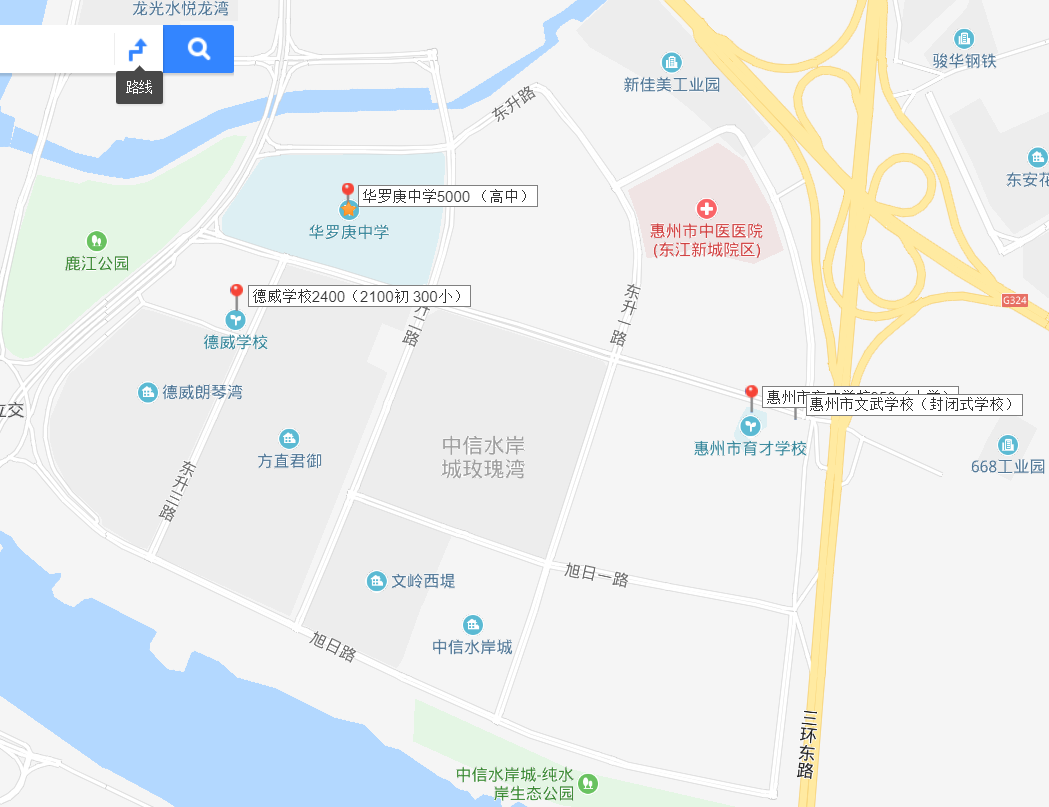 龙光水悦龙湾
路线
东升路
新佳美工业园
骏华钢铁
东安花
华罗庚中学5000 (高中)
华罗庚中学
惠州市中医医院
(东江新城院区)
鹿江公园
G324
德威学校2400(2100初 300小)
德威学校
升二路
东升一路
立交
德威朗琴湾
惠州市文武学校(封闭式学校)
惠州市育才学校
668工业园
方直君御
中信水岸
城玫瑰湾
东升三路
文岭西堤
旭日一路
中信水岸城
旭日路
三环东路
中信水岸城-纯水
岸生态公园